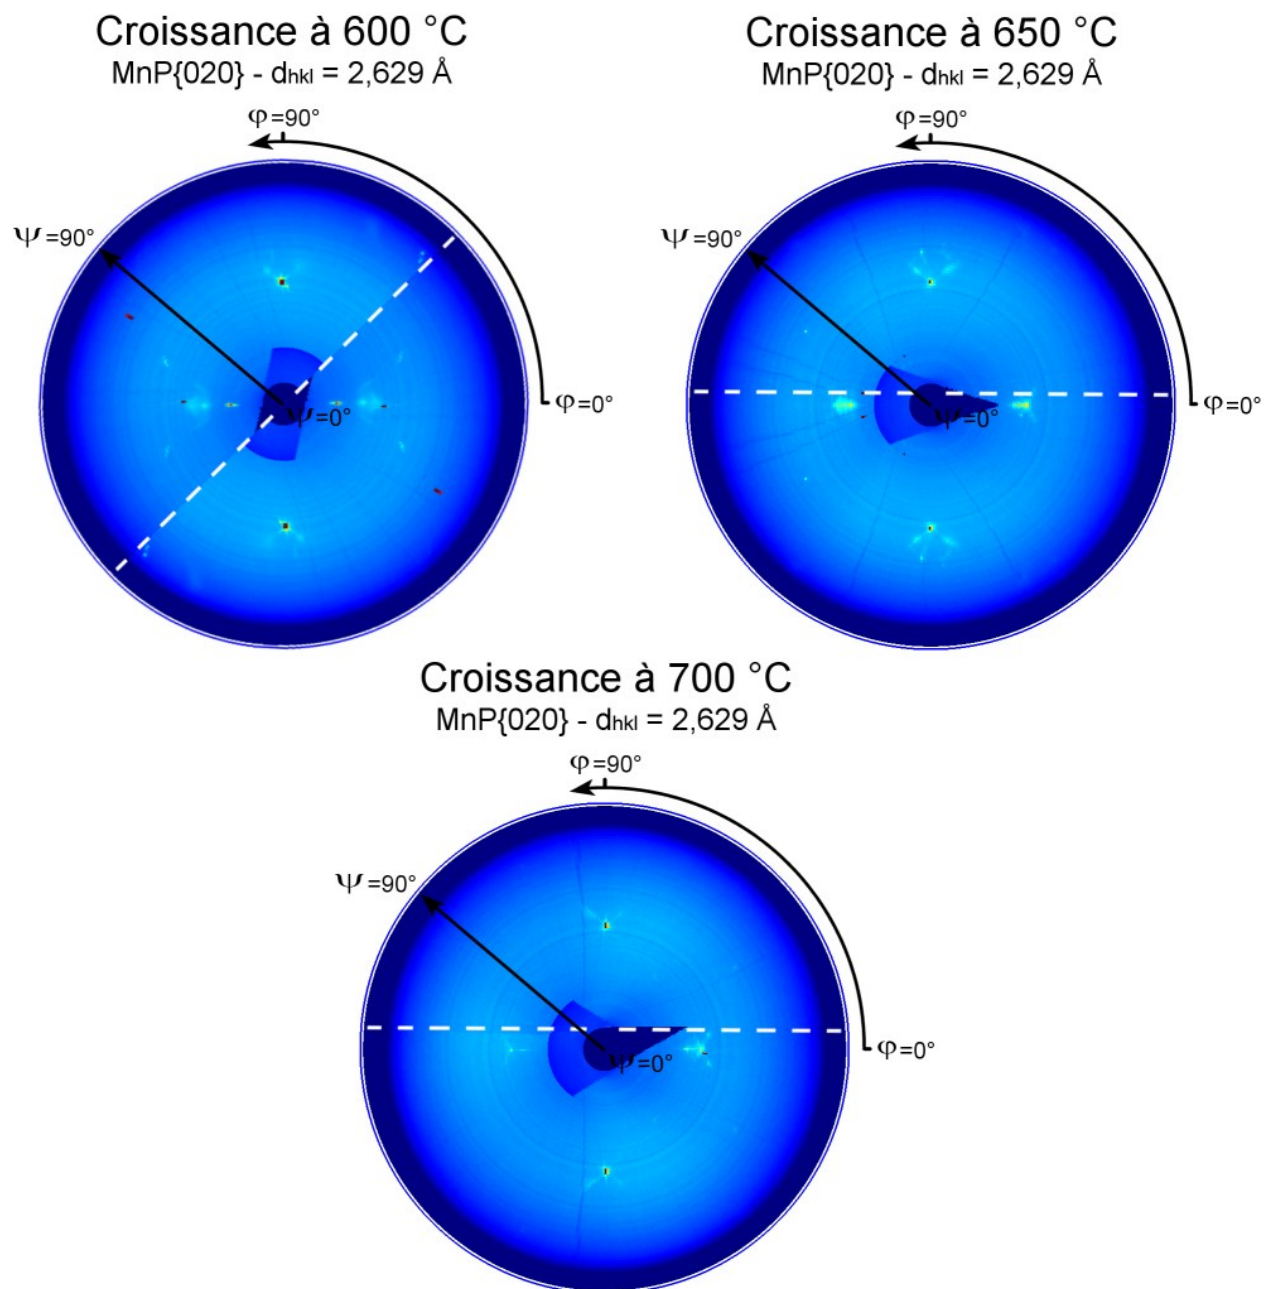 Croissance à 600 °C
MnP{020} - dhkl = 2,629 Å
φ=90°
Ψ=90°
Ψ=0°
φ=0°
Croissance à 650 °C
MnP{020} - dhkl = 2,629 Å
φ=90°
Ψ=90°
Ψ=0°
φ=0°
Croissance à 700 °C
MnP{020} - dhkl = 2,629 Å
φ=90°
Ψ=90°
Ψ=0°
φ=0°